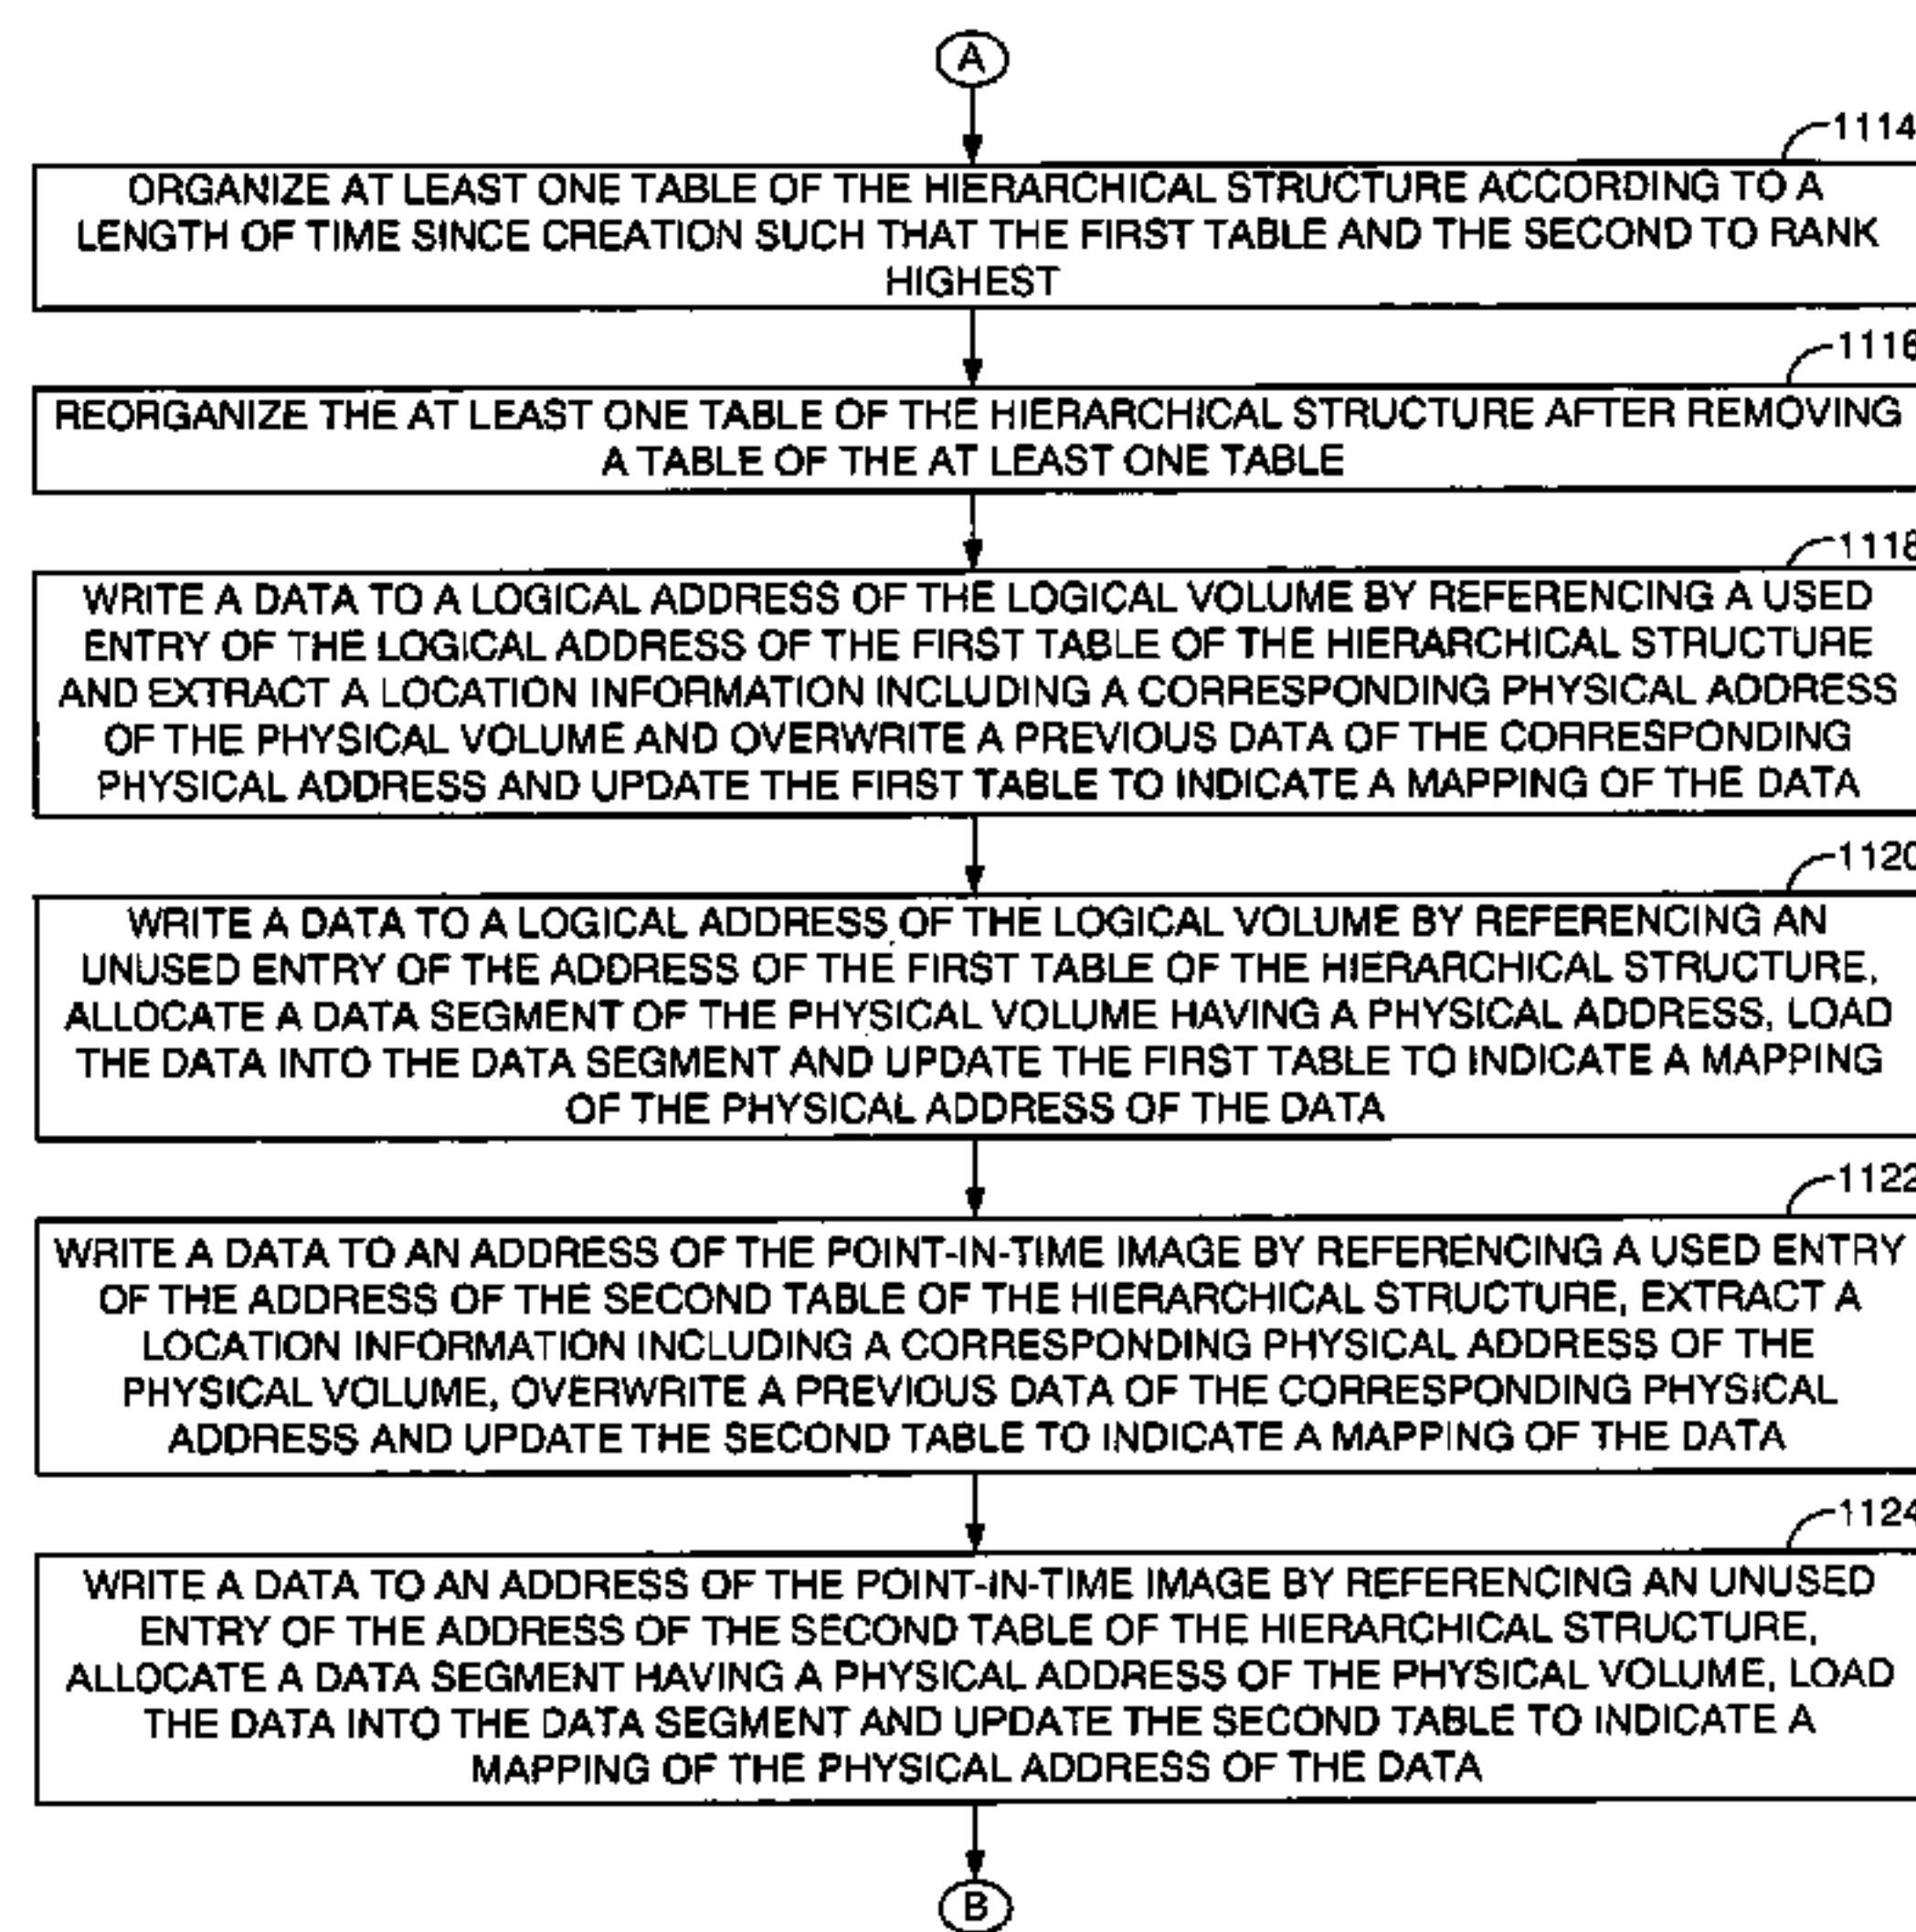 A
1114
ORGANIZE AT LEAST ONE TABLE OF THE HIERARCHICAL STRUCTURE ACCORDING TO A
LENGTH OF TIME SINCE CREATION SUCH THAT THE FIRST TABLE AND THE SECOND TO RANK
HIGHEST
1116
REORGANIZE THE AT LEAST ONE TABLE OF THE HIERARCHICAL STRUCTURE AFTER REMOVING
A TABLE OF THE AT LEAST ONE TABLE
1118
WRITE A DATA TO A LOGICAL ADDRESS OF THE LOGICAL VOLUME BY REFERENCING A USED
ENTRY OF THE LOGICAL ADDRESS OF THE FIRST TABLE OF THE HIERARCHICAL STRUCTURE
AND EXTRACT A LOCATION INFORMATION INCLUDING A CORRESPONDING PHYSICAL ADDRESS
OF THE PHYSICAL VOLUME AND OVERWRITE A PREVIOUS DATA OF THE CORRESPONDING
PHYSICAL ADDRESS AND UPDATE THE FIRST TABLE TO INDICATE A MAPPING OF THE DATA
1120
WRITE A DATA TO A LOGICAL ADDRESS OF THE LOGICAL VOLUME BY REFERENCING AN
UNUSED ENTRY OF THE ADDRESS OF THE FIRST TABLE OF THE HIERARCHICAL STRUCTURE,
ALLOCATE A DATA SEGMENT OF THE PHYSICAL VOLUME HAVING A PHYSICAL ADDRESS, LOAD
THE DATA INTO THE DATA SEGMENT AND UPDATE THE FIRST TABLE TO INDICATE A MAPPING
OF THE PHYSICAL ADDRESS OF THE DATA
1122
WRITE A DATA TO AN ADDRESS OF THE POINT-IN-TIME IMAGE BY REFERENCING A USED ENTRY
OF THE ADDRESS OF THE SECOND TABLE OF THE HIERARCHICAL STRUCTURE, EXTRACT A
LOCATION INFORMATION INCLUDING A CORRESPONDING PHYSICAL ADDRESS OF THE
PHYSICAL VOLUME, OVERWRITE A PREVIOUS DATA OF THE CORRESPONDING PHYSICAL
ADDRESS AND UPDATE THE SECOND TABLE TO INDICATE A MAPPING OF THE DATA
1124
WRITE A DATA TO AN ADDRESS OF THE POINT-IN-TIME IMAGE BY REFERENCING AN UNUSED
ENTRY OF THE ADDRESS OF THE SECOND TABLE OF THE HIERARCHICAL STRUCTURE,
ALLOCATE A DATA SEGMENT HAVING A PHYSICAL ADDRESS OF THE PHYSICAL VOLUME, LOAD
THE DATA INTO THE DATA SEGMENT AND UPDATE THE SECOND TABLE TO INDICATE A
MAPPING OF THE PHYSICAL ADDRESS OF THE DATA
B